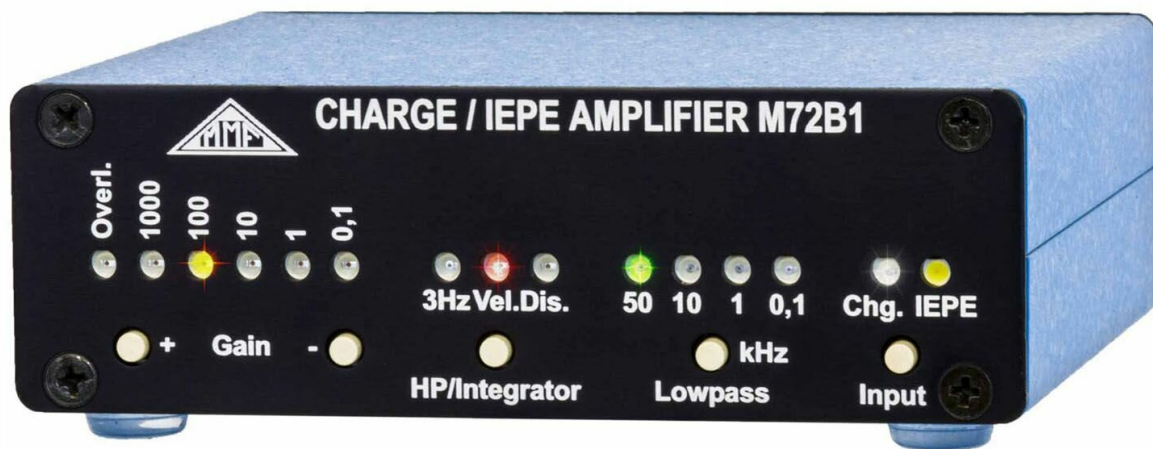 MMF
CHARGE / IEPE AMPLIFIER M72B1
Overl.
1000
100
10
1
0,1
3Hz Vel. Dis.
50 10 1 0,1
Chg. IEPE
+ Gain -
kHz
HP/Integrator
Lowpass
Input